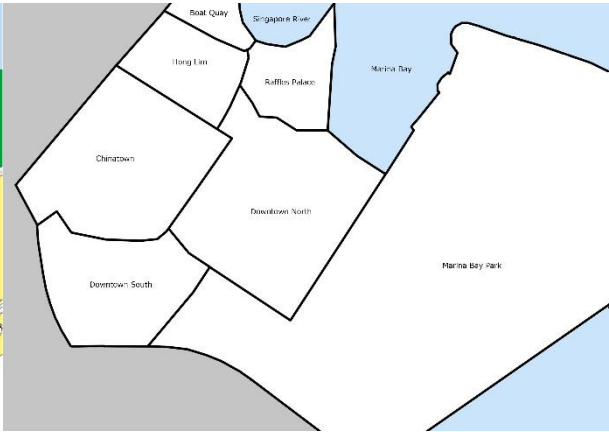 Boat Quay
Singapore River
Hong Lim
Raffles Palace
Marina Bay
Chinatown
Downtown North
Marina Bay Park
Downtown South